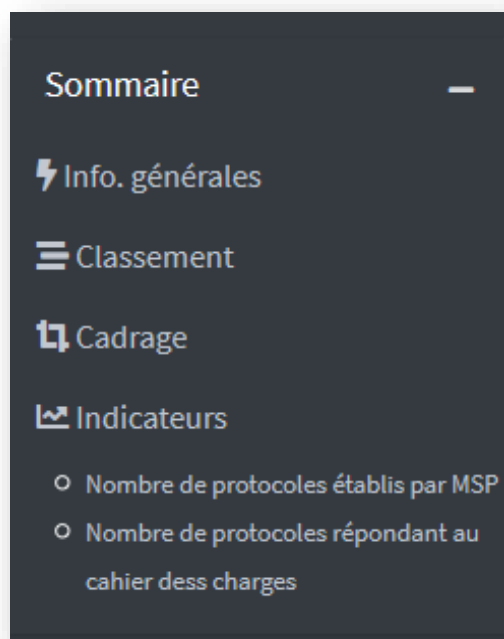 Sommaire
Info. générales
Classement
Cadrage
Indicateurs
Nombre de protocoles établis par MSP
Nombre de protocoles répondant au
cahier dess charges